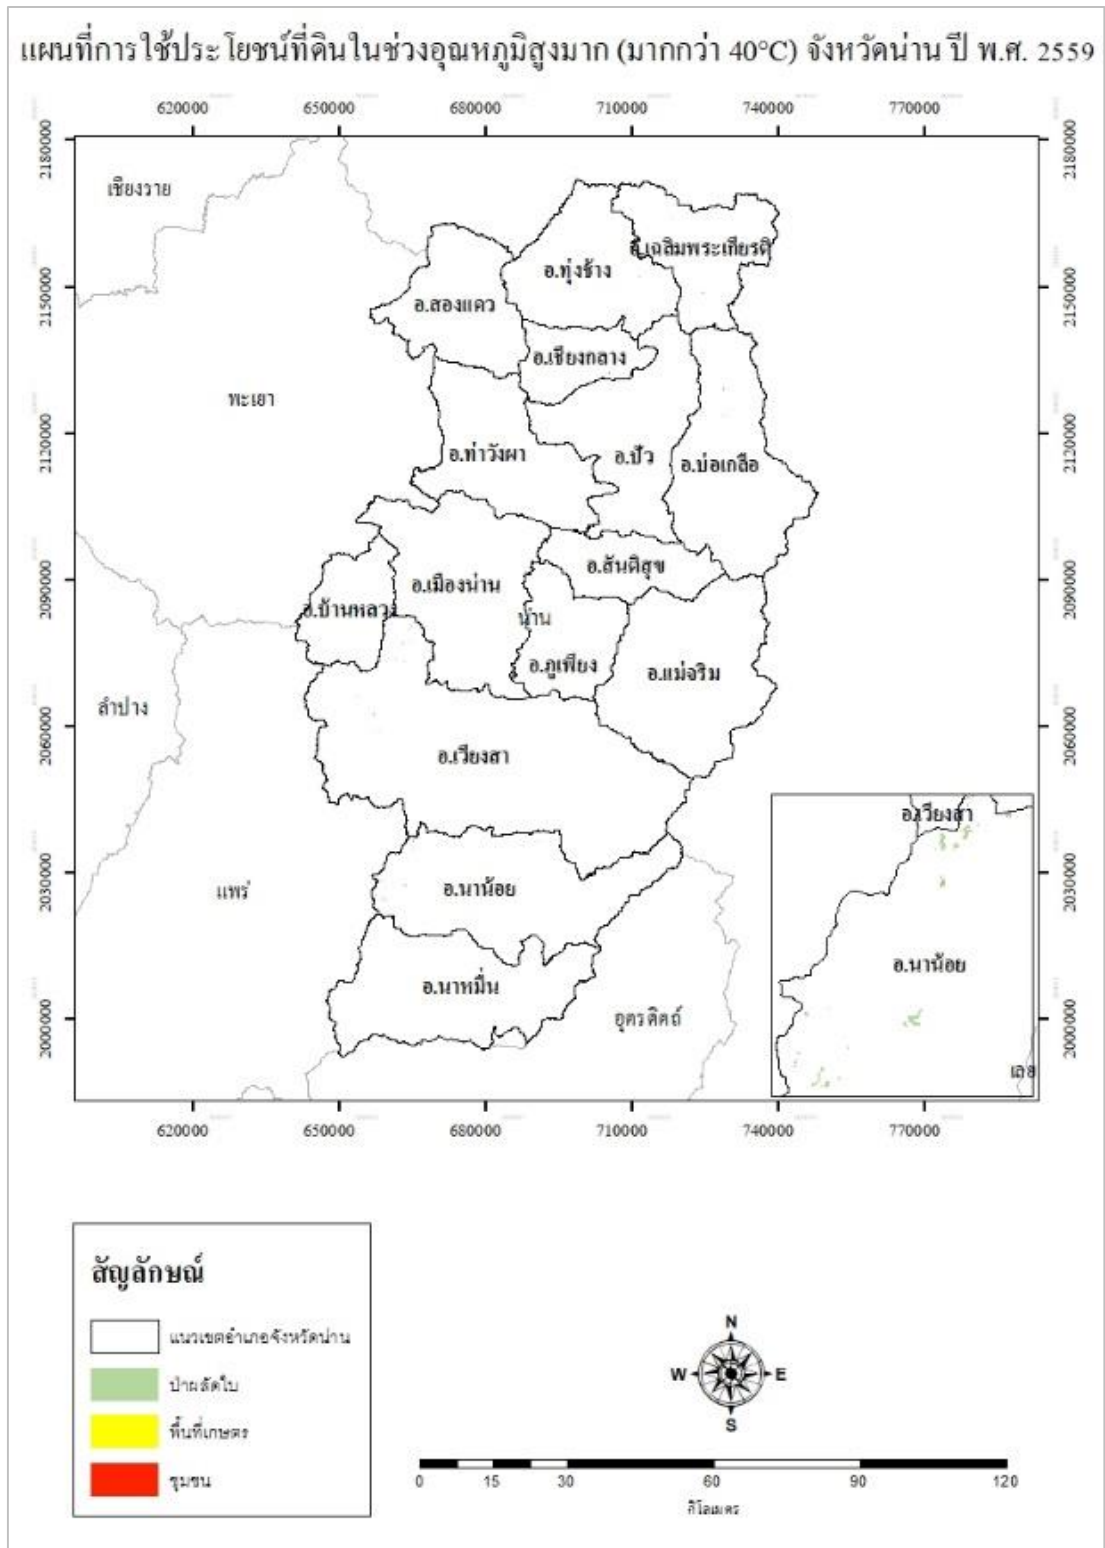 แผนที่การใช้ประโยชน์ที่ดินในช่วงอุณหภูมิสูงมาก (มากกว่า 40°C) จังหวัดน่าน ปี พ.ศ. 2559
620000 650000 680000 710000 740000 770000
2180000 2180000
เชียงราย
อ.เฉลิมพระเกียรติ
อ.ทุ่งช้าง
2150000 2150000
อ.สองแคว
อ.เชียงกลาง
พะเยา
2120000 2120000
อ.ท่าวังผา
อ.ปัว
อ.บ่อเกลือ
อ.สันติสุข
2090000 2090000
อ.เมืองน่าน
อ.บ้านหลวง
น่าน
อ.ภูเพียง
อ.แม่จริม
ลำปาง
2060000 2060000
อ.เวียงสา
อ.เวียงสา
2030000 2030000
แพร่
อ.นาน้อย
อ.นาน้อย
อ.นาหมื่น
2000000 2000000
อุตรดิตถ์
เลย
620000 650000 680000 710000 740000 770000
สัญลักษณ์
แนวเขตอำเภอจังหวัดน่าน
ป่าผลัดใบ
พื้นที่เกษตร
ชุมชน
N
W E
S
0 15 30 60 90 120
กิโลเมตร